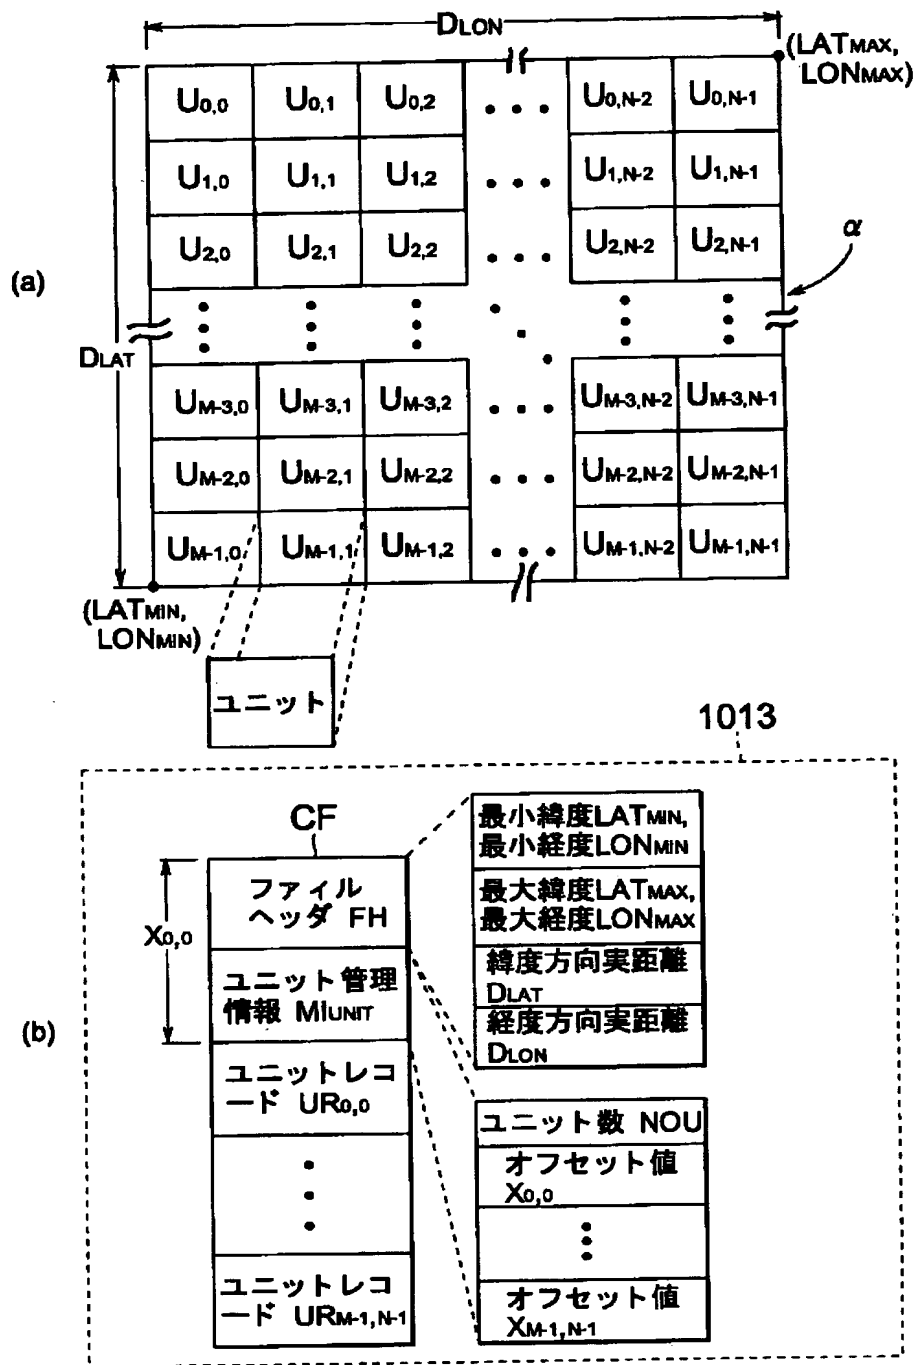 DLON
(LATMAX,
LONMAX)
U0,0 U0,1 U0,2 • • • U0,N-2 U0,N-1
U1,0 U1,1 U1,2 • • • U1,N-2 U1,N-1
U2,0 U2,1 U2,2 • • • U2,N-2 U2,N-1
α
(a)
DLAT
UM-3,0 UM-3,1 UM-3,2 • • • UM-3,N-2 UM-3,N-1
UM-2,0 UM-2,1 UM-2,2 • • • UM-2,N-2 UM-2,N-1
UM-1,0 UM-1,1 UM-1,2 • • • UM-1,N-2 UM-1,N-1
(LATMIN,
LONMIN)
ユニット
1013
(b)
CF
X0,0
ファイル
ヘッダ FH
ユニット管理
情報 MIUNIT
ユニットレコ
ード UR0,0
ユニットレコ
ード URM-1,N-1
最小緯度LATMIN,
最小経度LONMIN
最大緯度LATMAX,
最大経度LONMAX
緯度方向実距離
DLAT
経度方向実距離
DLON
ユニット数 NOU
オフセット値
X0,0
オフセット値
XM-1,N-1